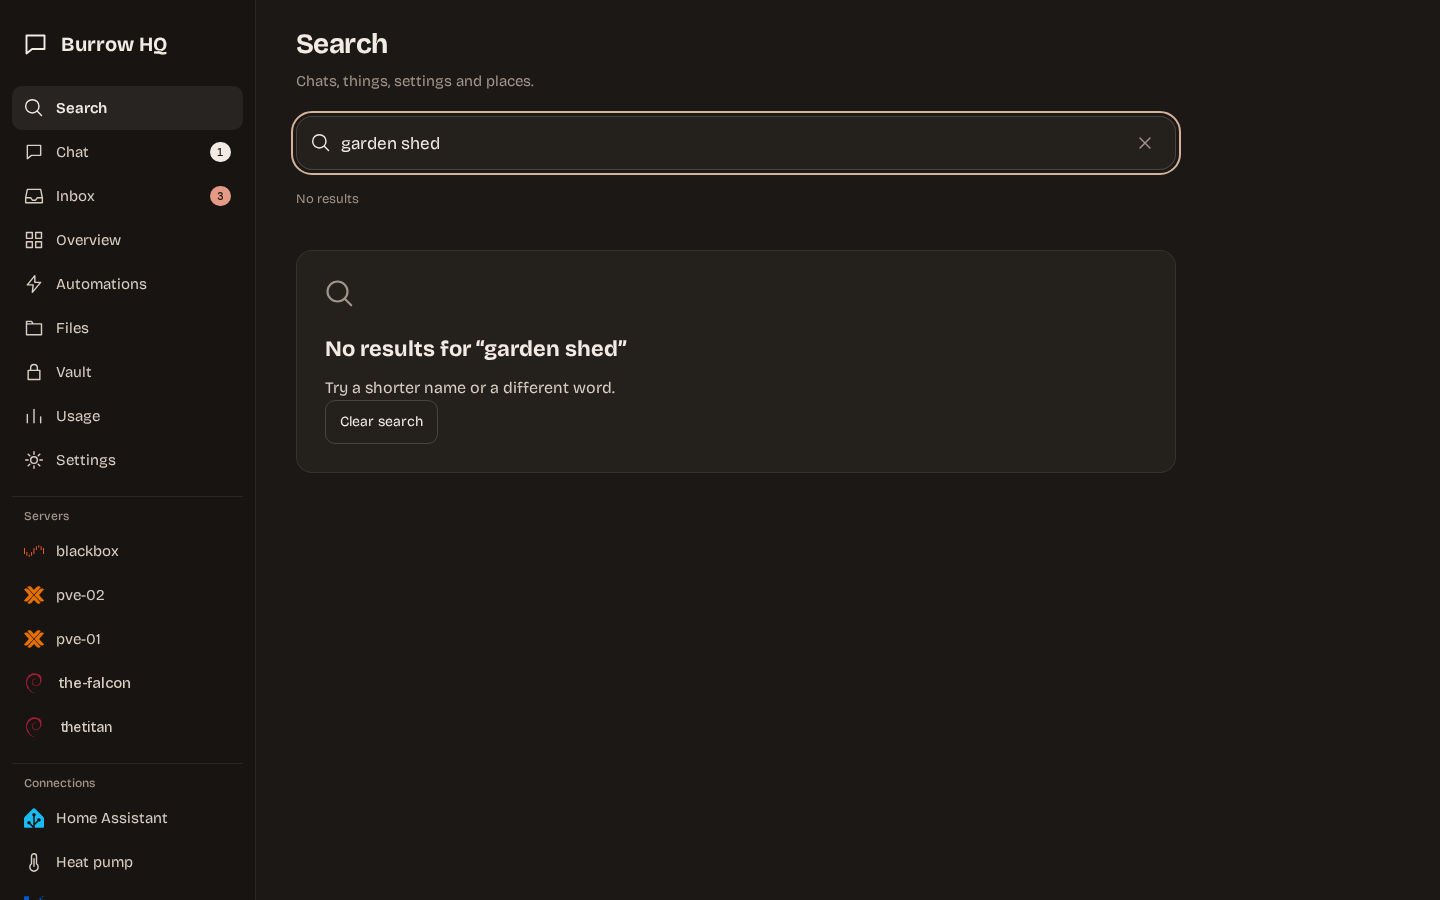 Burrow HQ
Search
Chat
1
Inbox
3
Overview
Automations
Files
Vault
Usage
Settings
Servers
blackbox
pve-02
pve-01
the-falcon
thetitan
Connections
Home Assistant
Heat pump
Search
Chats, things, settings and places.
garden shed
No results
No results for “garden shed”
Try a shorter name or a different word.
Clear search